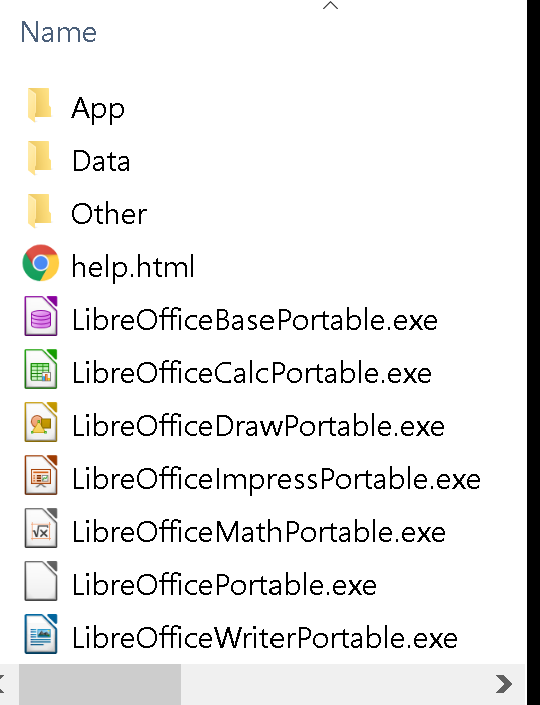 Name
App
Data
Other
help.html
LibreOfficeBasePortable.exe
LibreOfficeCalcPortable.exe
LibreOfficeDrawPortable.exe
LibreOfficeImpressPortable.exe
LibreOfficeMathPortable.exe
LibreOfficePortable.exe
LibreOfficeWriterPortable.exe